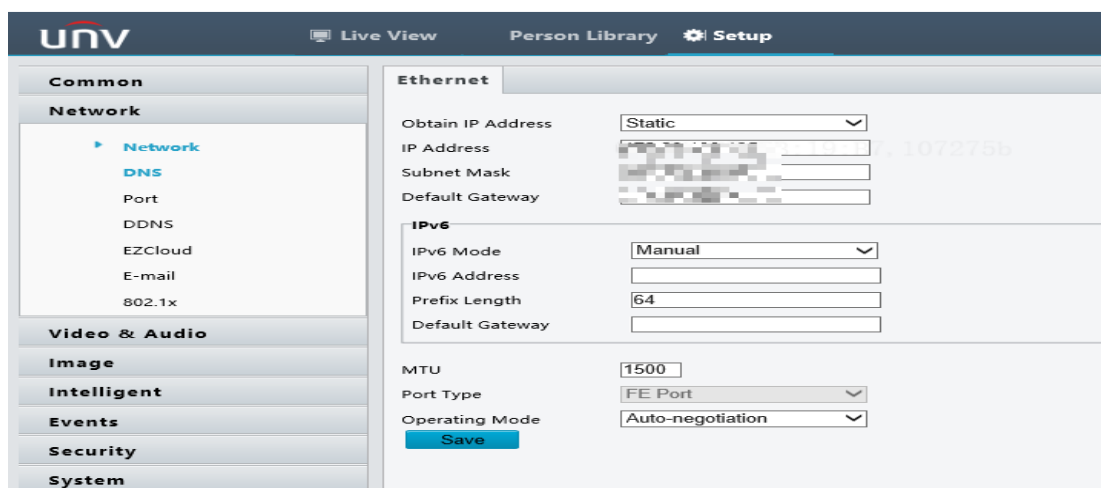 unv Live View Person Library Setup
Common
Network
Network
DNS
Port
DDNS
EZCloud
E-mail
802.1x
Video & Audio
Image
Intelligent
Events
Security
System
Ethernet
Obtain IP Address Static
IP Address
Subnet Mask
Default Gateway
IPv6
IPv6 Mode Manual
IPv6 Address
Prefix Length 64
Default Gateway
MTU 1500
Port Type FE Port
Operating Mode Auto-negotiation
Save